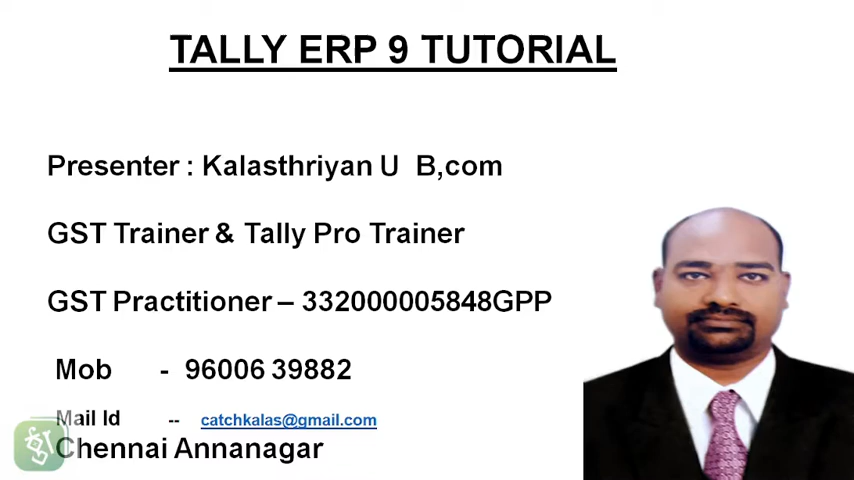 TALLY ERP 9 TUTORIAL
Presenter : Kalasthriyan U B,com
GST Trainer & Tally Pro Trainer
GST Practitioner – 332000005848GPP
Mob - 96006 39882
Mail Id -- catchkalas@gmail.com
Chennai Annanagar